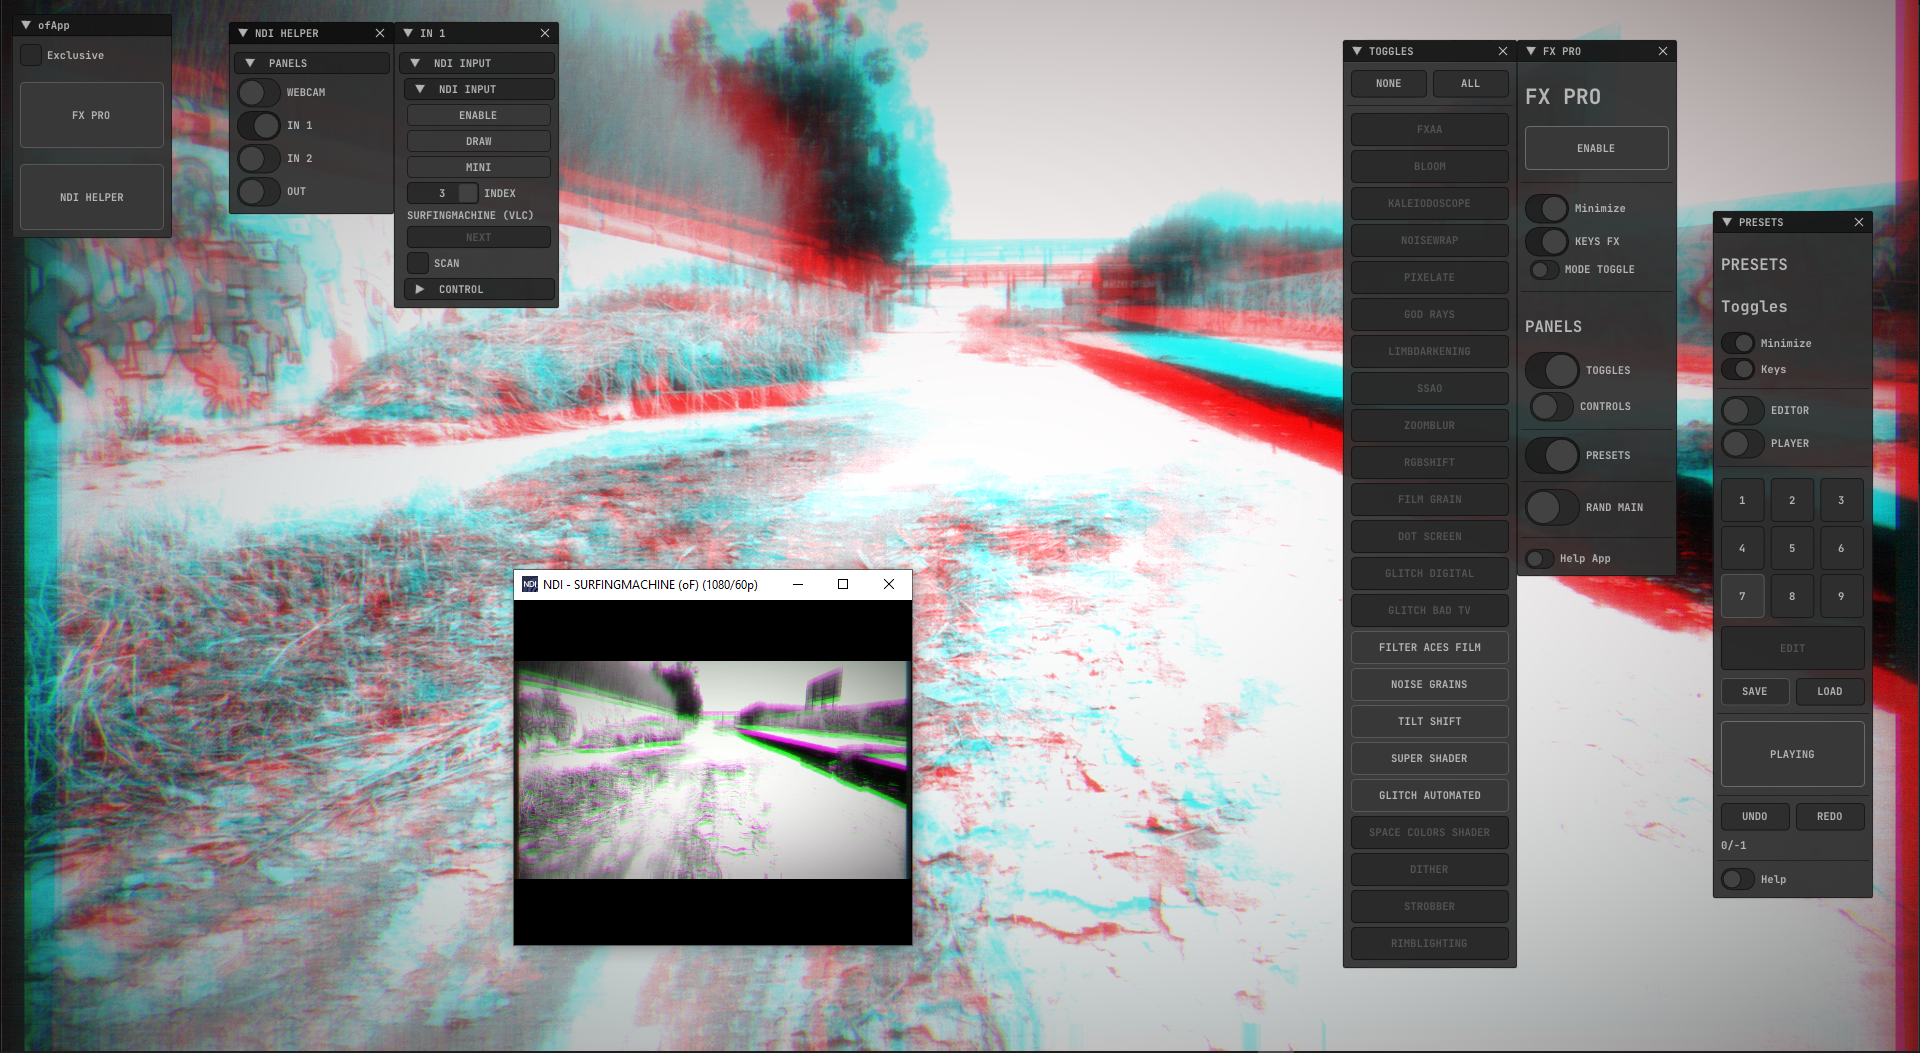 ofApp
Exclusive
FX PRO
NDI HELPER
NDI HELPER
PANELS
WEBCAM
IN 1
IN 2
OUT
IN 1
NDI INPUT
NDI INPUT
ENABLE
DRAW
MINI
3 INDEX
SURFINGMACHINE (VLC)
NEXT
SCAN
CONTROL
NDI NDI - SURFINGMACHINE (oF) (1080/60p)
TOGGLES
NONE ALL
FXAA
BLOOM
KALEIODOSCOPE
NOISEWRAP
PIXELATE
GOD RAYS
LIMBDARKENING
SSAO
ZOOMBLUR
RGBSHIFT
FILM GRAIN
DOT SCREEN
GLITCH DIGITAL
GLITCH BAD TV
FILTER ACES FILM
NOISE GRAINS
TILT SHIFT
SUPER SHADER
GLITCH AUTOMATED
SPACE COLORS SHADER
DITHER
STROBBER
RIMBLIGHTING
FX PRO
FX PRO
ENABLE
Minimize
KEYS FX
MODE TOGGLE
PANELS
TOGGLES
CONTROLS
PRESETS
RAND MAIN
Help App
PRESETS
PRESETS
Toggles
Minimize
Keys
EDITOR
PLAYER
1 2 3
4 5 6
7 8 9
EDIT
SAVE LOAD
PLAYING
UNDO REDO
0/-1
Help